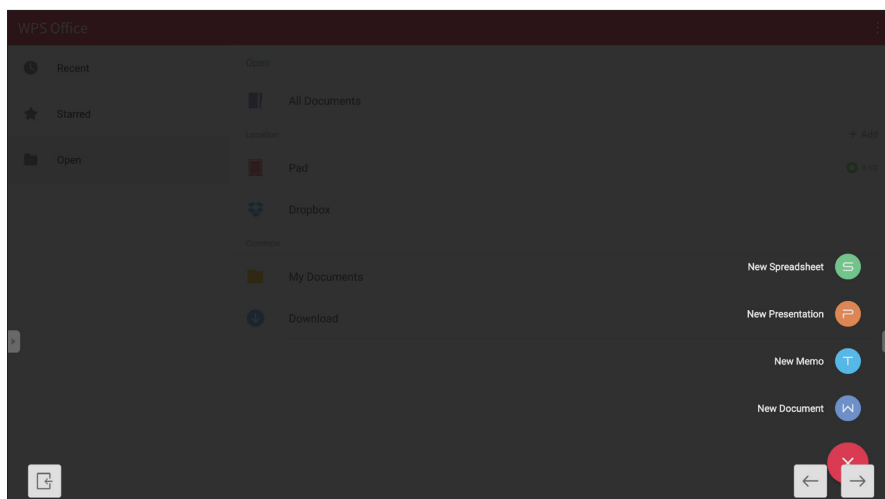 WPS Office
Recent
Starred
Open
Open
All Documents
Location
+ Add
Pad
Dropbox
Common
My Documents
Download
New Spreadsheet
S
New Presentation
P
New Memo
T
New Document
W